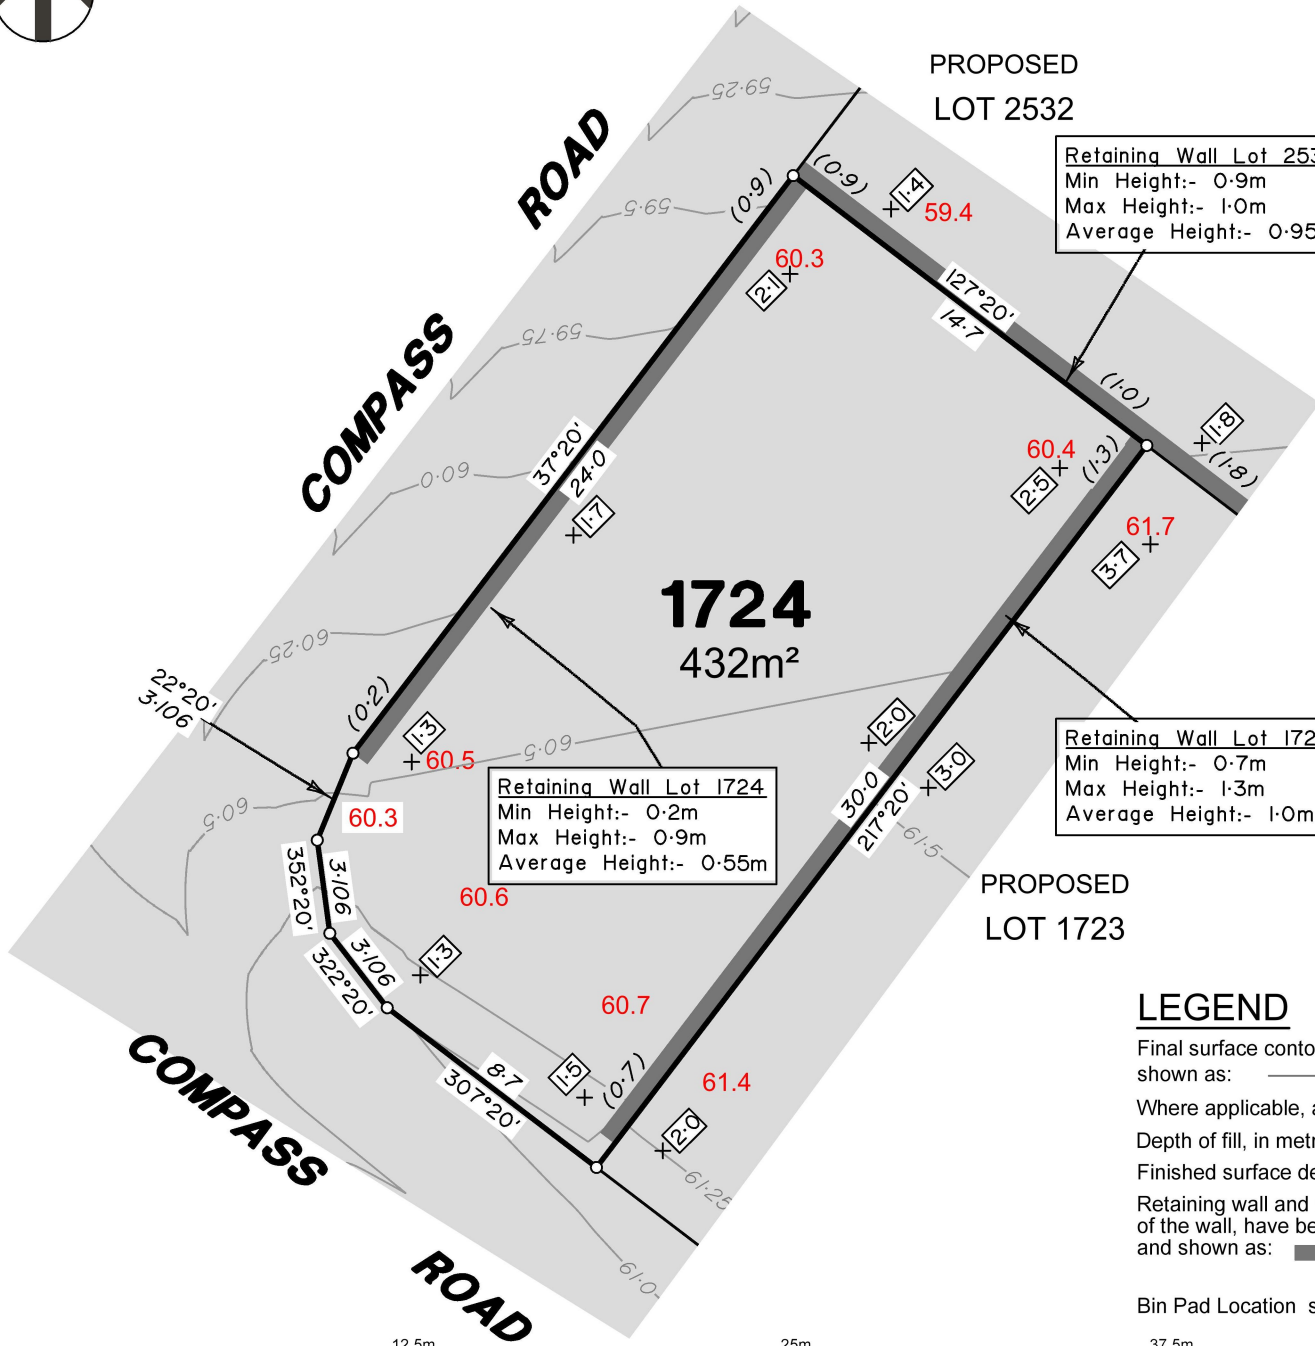 PROPOSED
LOT 2532
ROAD
COMPASS
59·25
59·5
59·75
60·0
60·25
60·5
(0·9)
(0·9)
1·4
59.4
60.3
2·1
127°20'
14·7
Retaining Wall Lot 253
Min Height:- 0·9m
Max Height:- 1·0m
Average Height:- 0·95
(1·0)
1·8
(1·8)
60.4
(1·3)
2·5
61.7
3·7
37°20'
24·0
1·7
1724
432m²
22°20'
3·106
(0·2)
1·3
60.5
60·5
60.3
Retaining Wall Lot 1724
Min Height:- 0·2m
Max Height:- 0·9m
Average Height:- 0·55m
2·0
3·0
30·0
217°20'
61·5
Retaining Wall Lot 172
Min Height:- 0·7m
Max Height:- 1·3m
Average Height:- 1·0m
PROPOSED
LOT 1723
352°20'
3·106
60.6
322°20'
3·106
1·3
60.7
8·7
307°20'
1·5
(0·7)
61.4
2·0
61·25
61·0
COMPASS
ROAD
LEGEND
Final surface conto
shown as:
Where applicable, a
Depth of fill, in metr
Finished surface de
Retaining wall and
of the wall, have be
and shown as:
Bin Pad Location s
12.5m
25m
37.5m